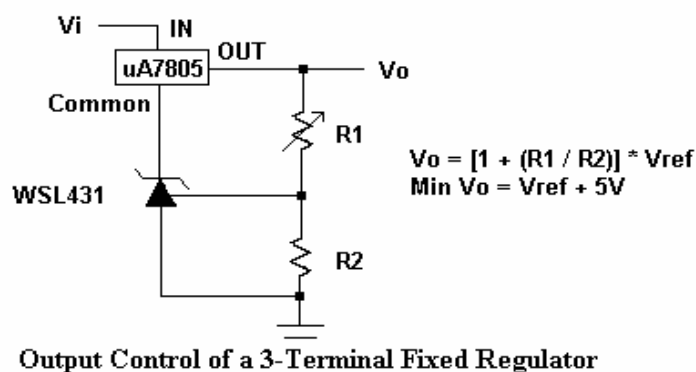 Vi
IN
OUT
uA7805
Vo
Common
R1
Vo = [1 + (R1 / R2)] * Vref
Min Vo = Vref + 5V
WSL431
R2
Output Control of a 3-Terminal Fixed Regulator